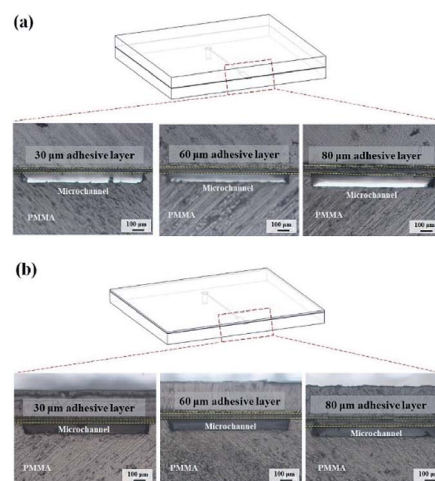 (a)
30 µm adhesive layer
Microchannel
PMMA
100 µm
60 µm adhesive layer
Microchannel
PMMA
100 µm
80 µm adhesive layer
Microchannel
PMMA
100 µm
(b)
30 µm adhesive layer
Microchannel
PMMA
100 µm
60 µm adhesive layer
Microchannel
PMMA
100 µm
80 µm adhesive layer
Microchannel
PMMA
100 µm